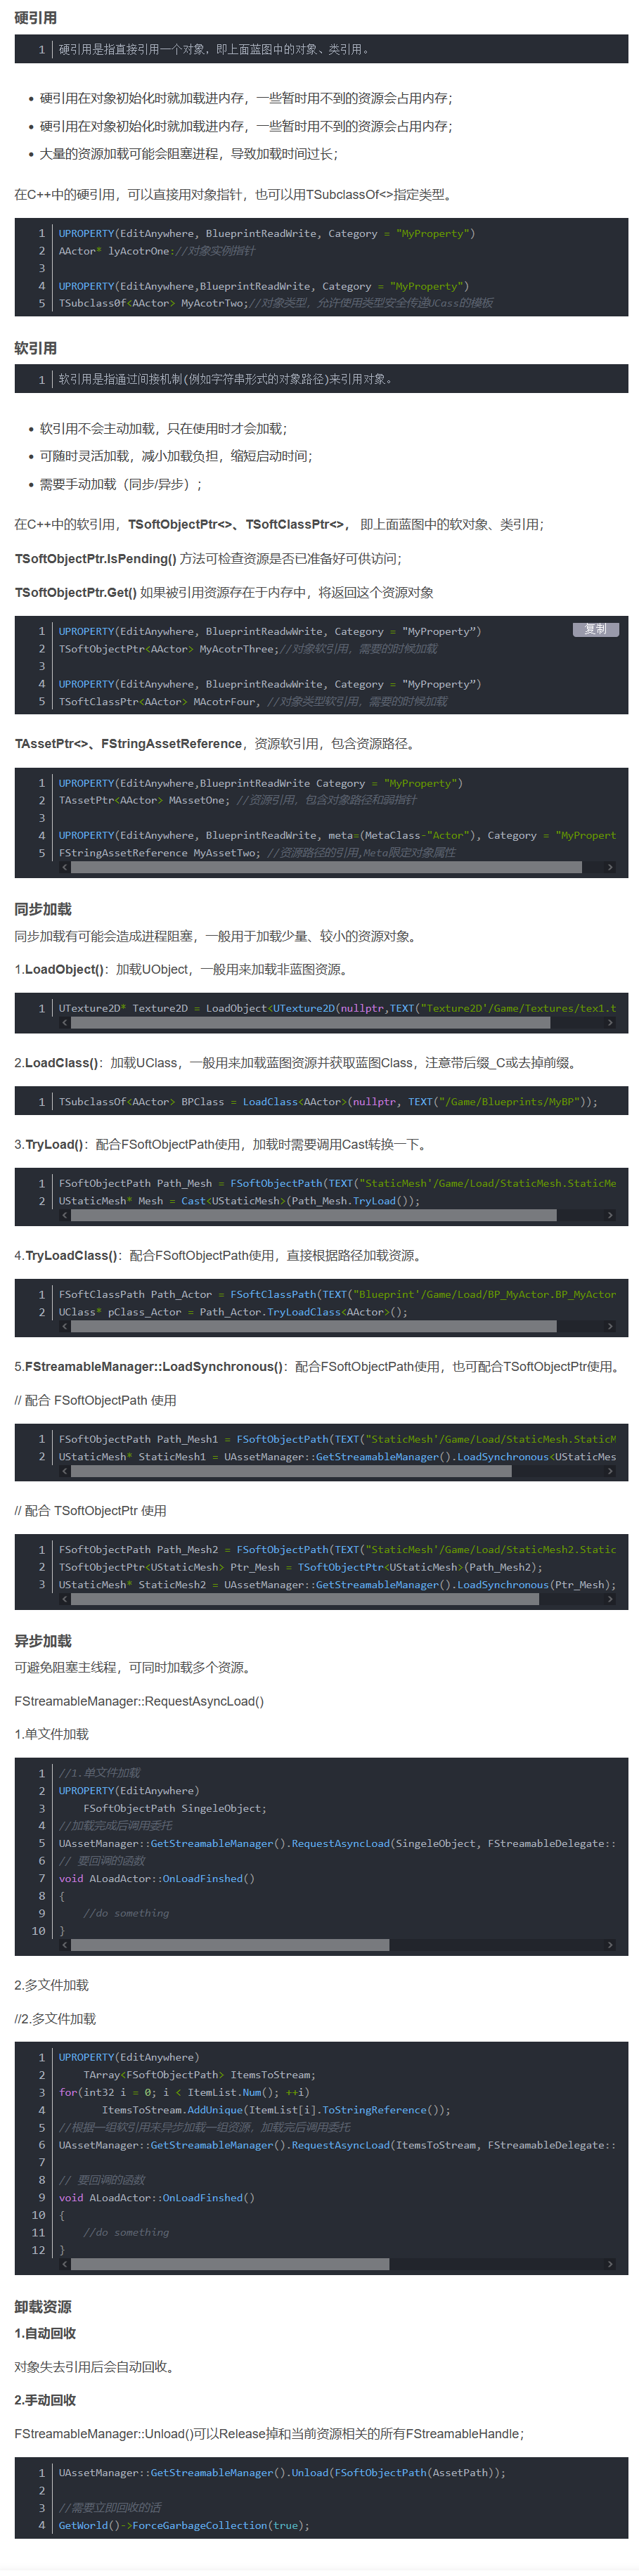 硬引用
1 硬引用是指直接引用一个对象，即上面蓝图中的对象、类引用。
• 硬引用在对象初始化时就加载进内存，一些暂时用不到的资源会占用内存；
• 硬引用在对象初始化时就加载进内存，一些暂时用不到的资源会占用内存；
• 大量的资源加载可能会阻塞进程，导致加载时间过长；
在C++中的硬引用，可以直接用对象指针，也可以用TSubclassOf<>指定类型。
1 UPROPERTY(EditAnywhere, BlueprintReadWrite, Category = "MyProperty")
2 AActor* lyAcotrOne://对象实例指针
3
4 UPROPERTY(EditAnywhere,BlueprintReadWrite, Category = "MyProperty")
5 TSubclass0f<AActor> MyAcotrTwo;//对象类型，允许使用类型安全传递UCass的模板
软引用
1 软引用是指通过间接机制(例如字符串形式的对象路径)来引用对象。
• 软引用不会主动加载，只在使用时才会加载；
• 可随时灵活加载，减小加载负担，缩短启动时间；
• 需要手动加载（同步/异步）；
在C++中的软引用，TSoftObjectPtr<>、TSoftClassPtr<>， 即上面蓝图中的软对象、类引用；
TSoftObjectPtr.IsPending() 方法可检查资源是否已准备好可供访问；
TSoftObjectPtr.Get() 如果被引用资源存在于内存中，将返回这个资源对象
复制
1 UPROPERTY(EditAnywhere, BlueprintReadwWrite, Category = "MyProperty”)
2 TSoftObjectPtr<AActor> MyAcotrThree;//对象软引用，需要的时候加载
3
4 UPROPERTY(EditAnywhere, BlueprintReadWrite, Category = "MyProperty”)
5 TSoftClassPtr<AActor> MAcotrFour, //对象类型软引用，需要的时候加载
TAssetPtr<>、FStringAssetReference，资源软引用，包含资源路径。
1 UPROPERTY(EditAnywhere,BlueprintReadWrite Category = "MyProperty")
2 TAssetPtr<AActor> MAssetOne; //资源引用，包含对象路径和弱指针
3
4 UPROPERTY(EditAnywhere, BlueprintReadWrite, meta=(MetaClass-"Actor"), Category = "MyPropert
5 FStringAssetReference MyAssetTwo; //资源路径的引用,Meta限定对象属性
同步加载
同步加载有可能会造成进程阻塞，一般用于加载少量、较小的资源对象。
1.LoadObject()：加载UObject，一般用来加载非蓝图资源。
1 UTexture2D* Texture2D = LoadObject<UTexture2D(nullptr,TEXT("Texture2D'/Game/Textures/tex1.t
2.LoadClass()：加载UClass，一般用来加载蓝图资源并获取蓝图Class，注意带后缀_C或去掉前缀。
1 TSubclassOf<AActor> BPClass = LoadClass<AActor>(nullptr, TEXT("/Game/Blueprints/MyBP"));
3.TryLoad()：配合FSoftObjectPath使用，加载时需要调用Cast转换一下。
1 FSoftObjectPath Path_Mesh = FSoftObjectPath(TEXT("StaticMesh'/Game/Load/StaticMesh.StaticMe
2 UStaticMesh* Mesh = Cast<UStaticMesh>(Path_Mesh.TryLoad());
4.TryLoadClass()：配合FSoftObjectPath使用，直接根据路径加载资源。
1 FSoftClassPath Path_Actor = FSoftClassPath(TEXT("Blueprint'/Game/Load/BP_MyActor.BP_MyActor
2 UClass* pClass_Actor = Path_Actor.TryLoadClass<AActor>();
5.FStreamableManager::LoadSynchronous()：配合FSoftObjectPath使用，也可配合TSoftObjectPtr使用。
// 配合 FSoftObjectPath 使用
1 FSoftObjectPath Path_Mesh1 = FSoftObjectPath(TEXT("StaticMesh'/Game/Load/StaticMesh.StaticM
2 UStaticMesh* StaticMesh1 = UAssetManager::GetStreamableManager().LoadSynchronous<UStaticMes
// 配合 TSoftObjectPtr 使用
1 FSoftObjectPath Path_Mesh2 = FSoftObjectPath(TEXT("StaticMesh'/Game/Load/StaticMesh2.Static
2 TSoftObjectPtr<UStaticMesh> Ptr_Mesh = TSoftObjectPtr<UStaticMesh>(Path_Mesh2);
3 UStaticMesh* StaticMesh2 = UAssetManager::GetStreamableManager().LoadSynchronous(Ptr_Mesh);
异步加载
可避免阻塞主线程，可同时加载多个资源。
FStreamableManager::RequestAsyncLoad()
1.单文件加载
1 //1.单文件加载
2 UPROPERTY(EditAnywhere)
3 FSoftObjectPath SingeleObject;
4 //加载完成后调用委托
5 UAssetManager::GetStreamableManager().RequestAsyncLoad(SingeleObject, FStreamableDelegate::
6 // 要回调的函数
7 void ALoadActor::OnLoadFinshed()
8 {
9 //do something
10 }
2.多文件加载
//2.多文件加载
1 UPROPERTY(EditAnywhere)
2 TArray<FSoftObjectPath> ItemsToStream;
3 for(int32 i = 0; i < ItemList.Num(); ++i)
4 ItemsToStream.AddUnique(ItemList[i].ToStringReference());
5 //根据一组软引用来异步加载一组资源，加载完后调用委托
6 UAssetManager::GetStreamableManager().RequestAsyncLoad(ItemsToStream, FStreamableDelegate::
7
8 // 要回调的函数
9 void ALoadActor::OnLoadFinshed()
10 {
11 //do something
12 }
卸载资源
1.自动回收
对象失去引用后会自动回收。
2.手动回收
FStreamableManager::Unload()可以Release掉和当前资源相关的所有FStreamableHandle；
1 UAssetManager::GetStreamableManager().Unload(FSoftObjectPath(AssetPath));
2
3 //需要立即回收的话
4 GetWorld()->ForceGarbageCollection(true);